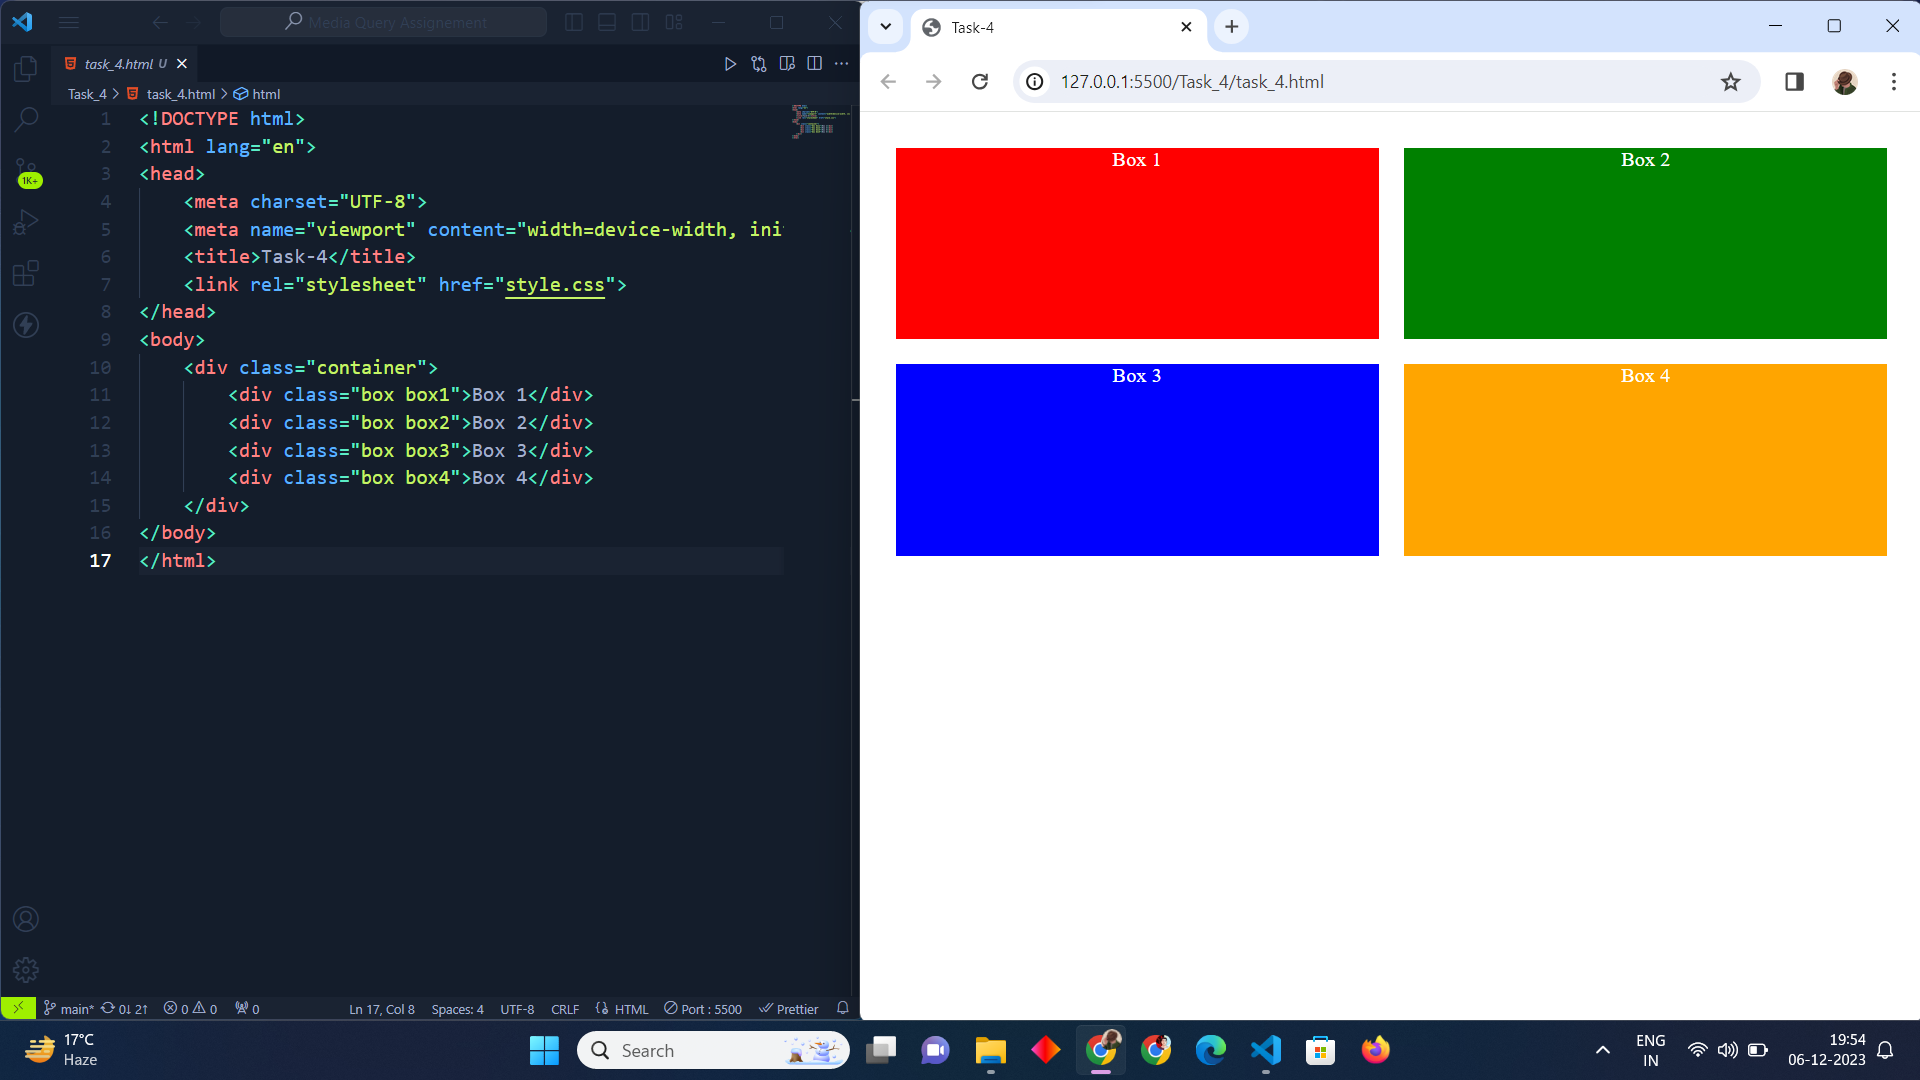 Media Query Assignement
task_4.html U
Task_4 > task_4.html > html
1 <!DOCTYPE html>
2 <html lang="en">
3 <head>
4 <meta charset="UTF-8">
5 <meta name="viewport" content="width=device-width, ini
6 <title>Task-4</title>
7 <link rel="stylesheet" href="style.css">
8 </head>
9 <body>
10 <div class="container">
11 <div class="box box1">Box 1</div>
12 <div class="box box2">Box 2</div>
13 <div class="box box3">Box 3</div>
14 <div class="box box4">Box 4</div>
15 </div>
16 </body>
17 </html>
1K+
main* 0↓ 2↑ 0 0 0 Ln 17, Col 8 Spaces: 4 UTF-8 CRLF HTML Port : 5500 Prettier
Task-4
127.0.0.1:5500/Task_4/task_4.html
Box 1 Box 2
Box 3 Box 4
17°C
Haze
Search
ENG
IN
19:54
06-12-2023